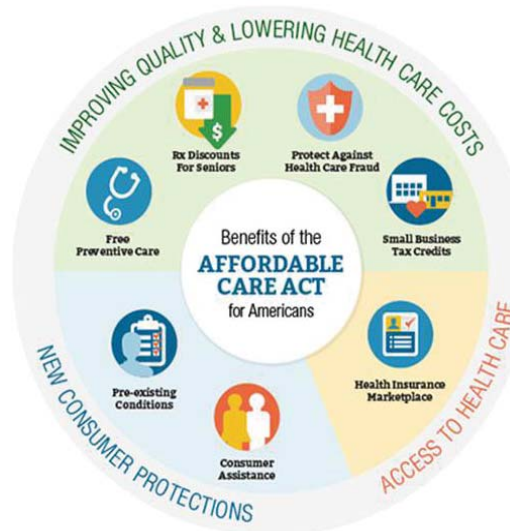 IMPROVING QUALITY & LOWERING HEALTH CARE COSTS
Rx Discounts
For Seniors
Protect Against
Health Care Fraud
Free
Preventive Care
Small Business
Tax Credits
Benefits of the
AFFORDABLE
CARE ACT
for Americans
Pre-existing
Conditions
Health Insurance
Marketplace
Consumer
Assistance
NEW CONSUMER PROTECTIONS
ACCESS TO HEALTH CARE
$